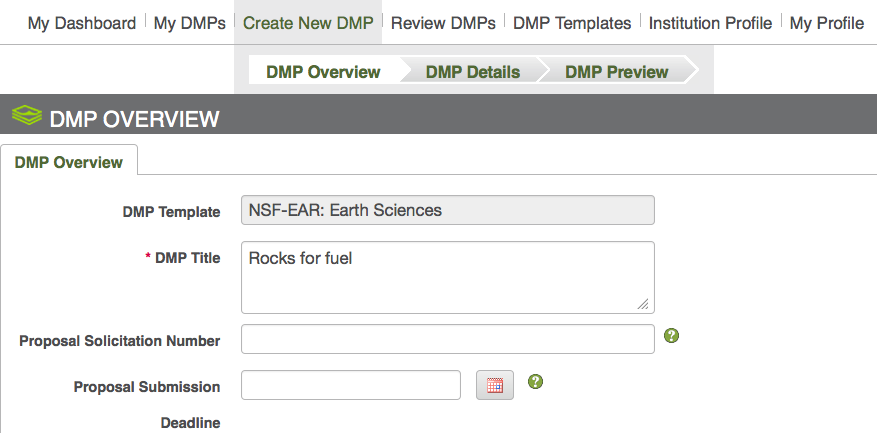 My Dashboard My DMPs Create New DMP Review DMPs DMP Templates Institution Profile My Profile
DMP Overview DMP Details DMP Preview
DMP OVERVIEW
DMP Overview
DMP Template NSF-EAR: Earth Sciences
* DMP Title Rocks for fuel
Proposal Solicitation Number ?
Proposal Submission ?
Deadline